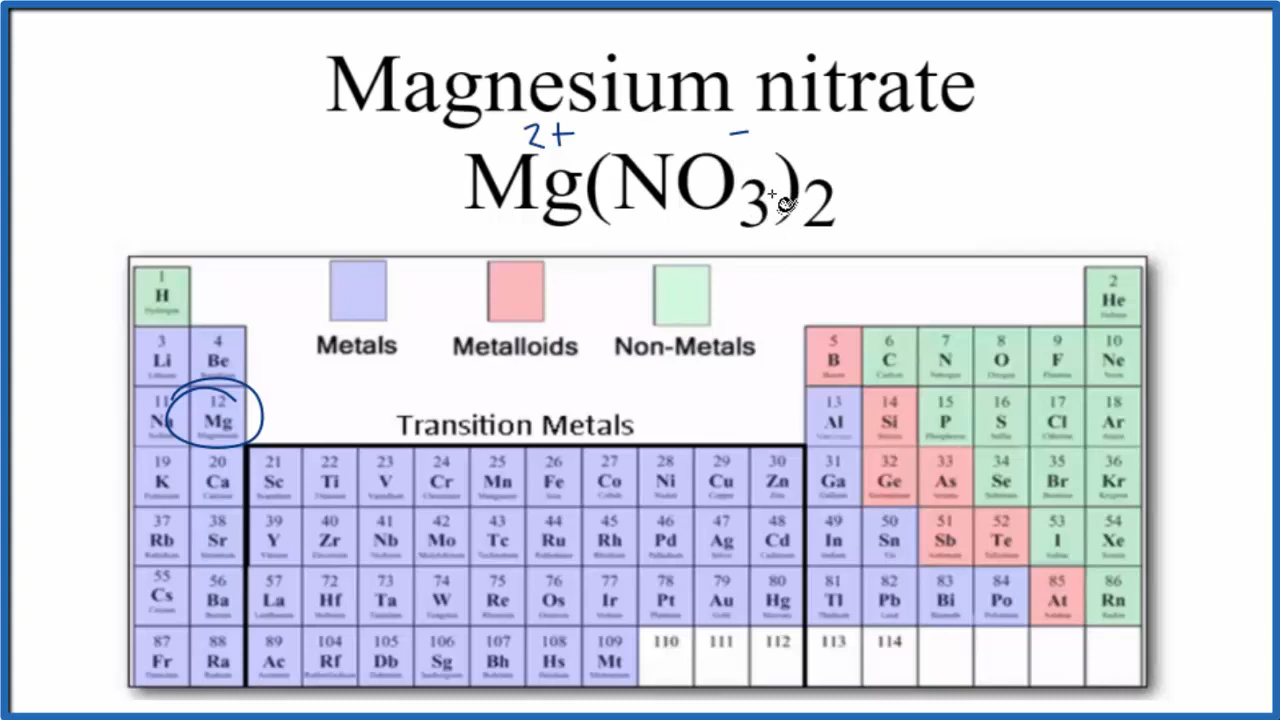 Magnesium nitrate
2+ −
Mg(NO3)2
1 2
H He
Hydrogen
Metals Metalloids Non-Metals
3 4 5 6 7 8 9 10
Li Be B C N O F Ne
11 12 13 14 15 16 17 18
Na Mg Transition Metals Al Si P S Cl Ar
19 20 21 22 23 24 25 26 27 28 29 30 31 32 33 34 35 36
K Ca Sc Ti V Cr Mn Fe Co Ni Cu Zn Ga Ge As Se Br Kr
37 38 39 40 41 42 43 44 45 46 47 48 49 50 51 52 53 54
Rb Sr Y Zr Nb Mo Tc Ru Rh Pd Ag Cd In Sn Sb Te I Xe
55 56 57 72 73 74 75 76 77 78 79 80 81 82 83 84 85 86
Cs Ba La Hf Ta W Re Os Ir Pt Au Hg Tl Pb Bi Po At Rn
87 88 89 104 105 106 107 108 109 110 111 112 113 114
Fr Ra Ac Rf Db Sg Bh Hs Mt